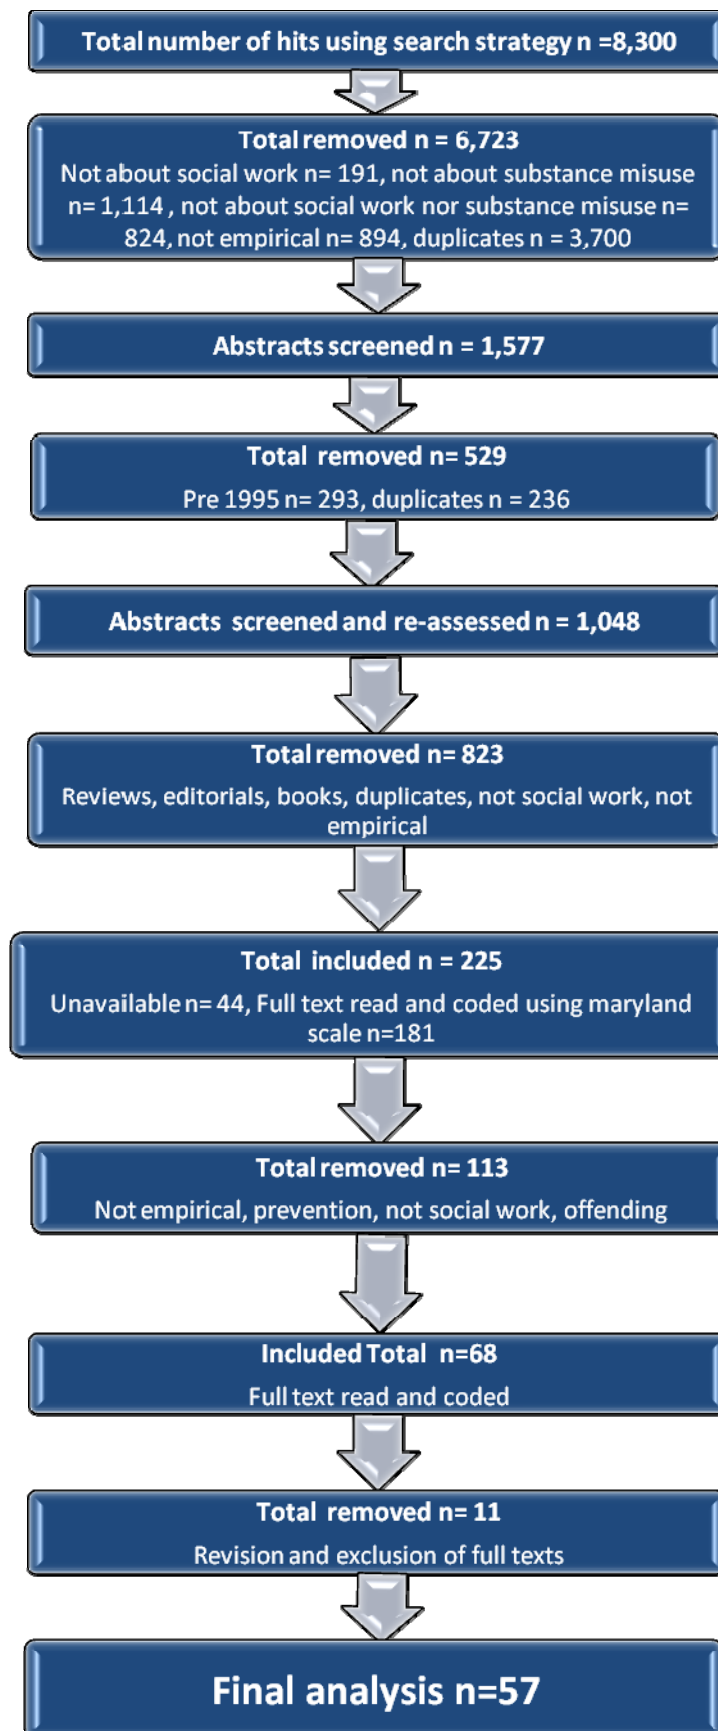 Total number of hits using search strategy n =8,300
Total removed n = 6,723
Not about social work n= 191, not about substance misuse
n= 1,114 , not about social work nor substance misuse n=
824, not empirical n= 894, duplicates n = 3,700
Abstracts screened n = 1,577
Total removed n= 529
Pre 1995 n= 293, duplicates n = 236
Abstracts screened and re-assessed n = 1,048
Total removed n= 823
Reviews, editorials, books, duplicates, not social work, not
empirical
Total included n = 225
Unavailable n= 44, Full text read and coded using maryland
scale n=181
Total removed n= 113
Not empirical, prevention, not social work, offending
Included Total n=68
Full text read and coded
Total removed n= 11
Revision and exclusion of full texts
Final analysis n=57